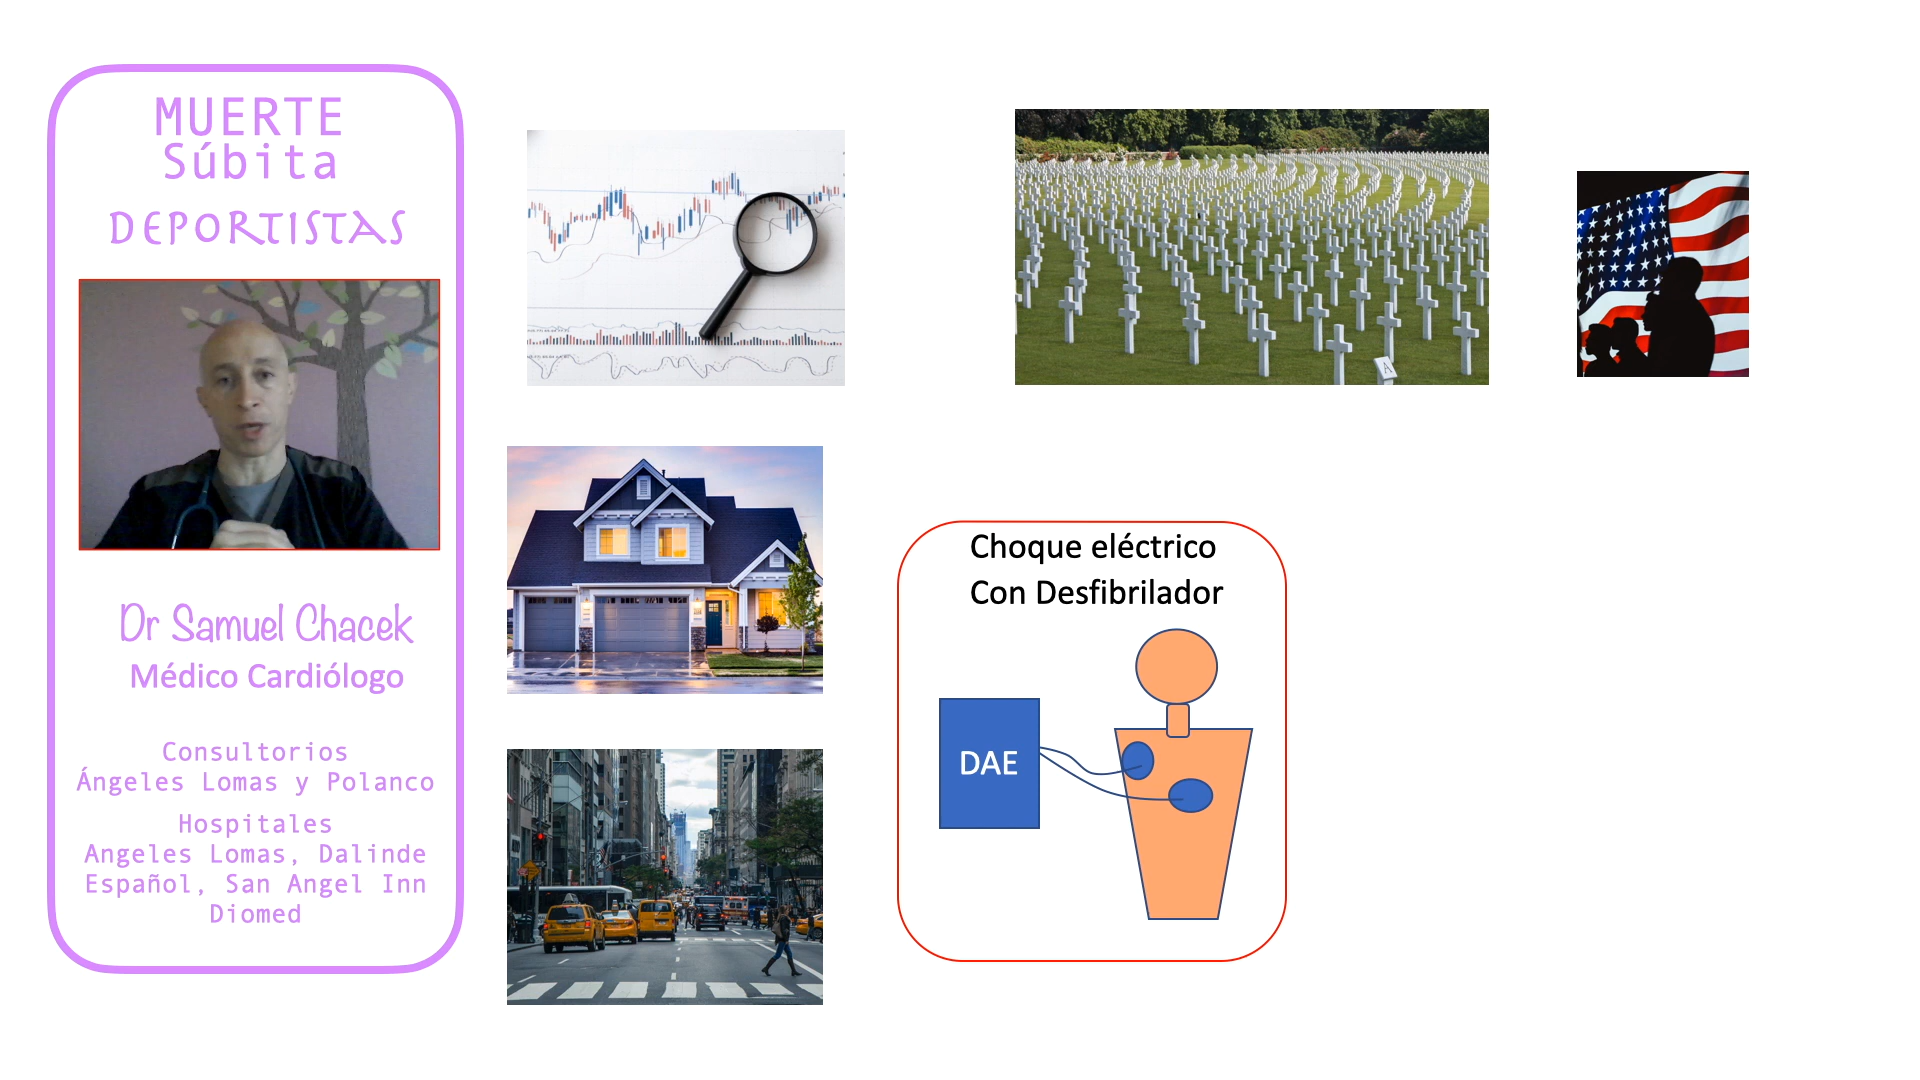 MUERTE
Súbita
DEPORTISTAS
Dr Samuel Chacek
Médico Cardiólogo
Consultorios
Ángeles Lomas y Polanco
Hospitales
Angeles Lomas, Dalinde
Español, San Angel Inn
Diomed
A
Choque eléctrico
Con Desfibrilador
DAE